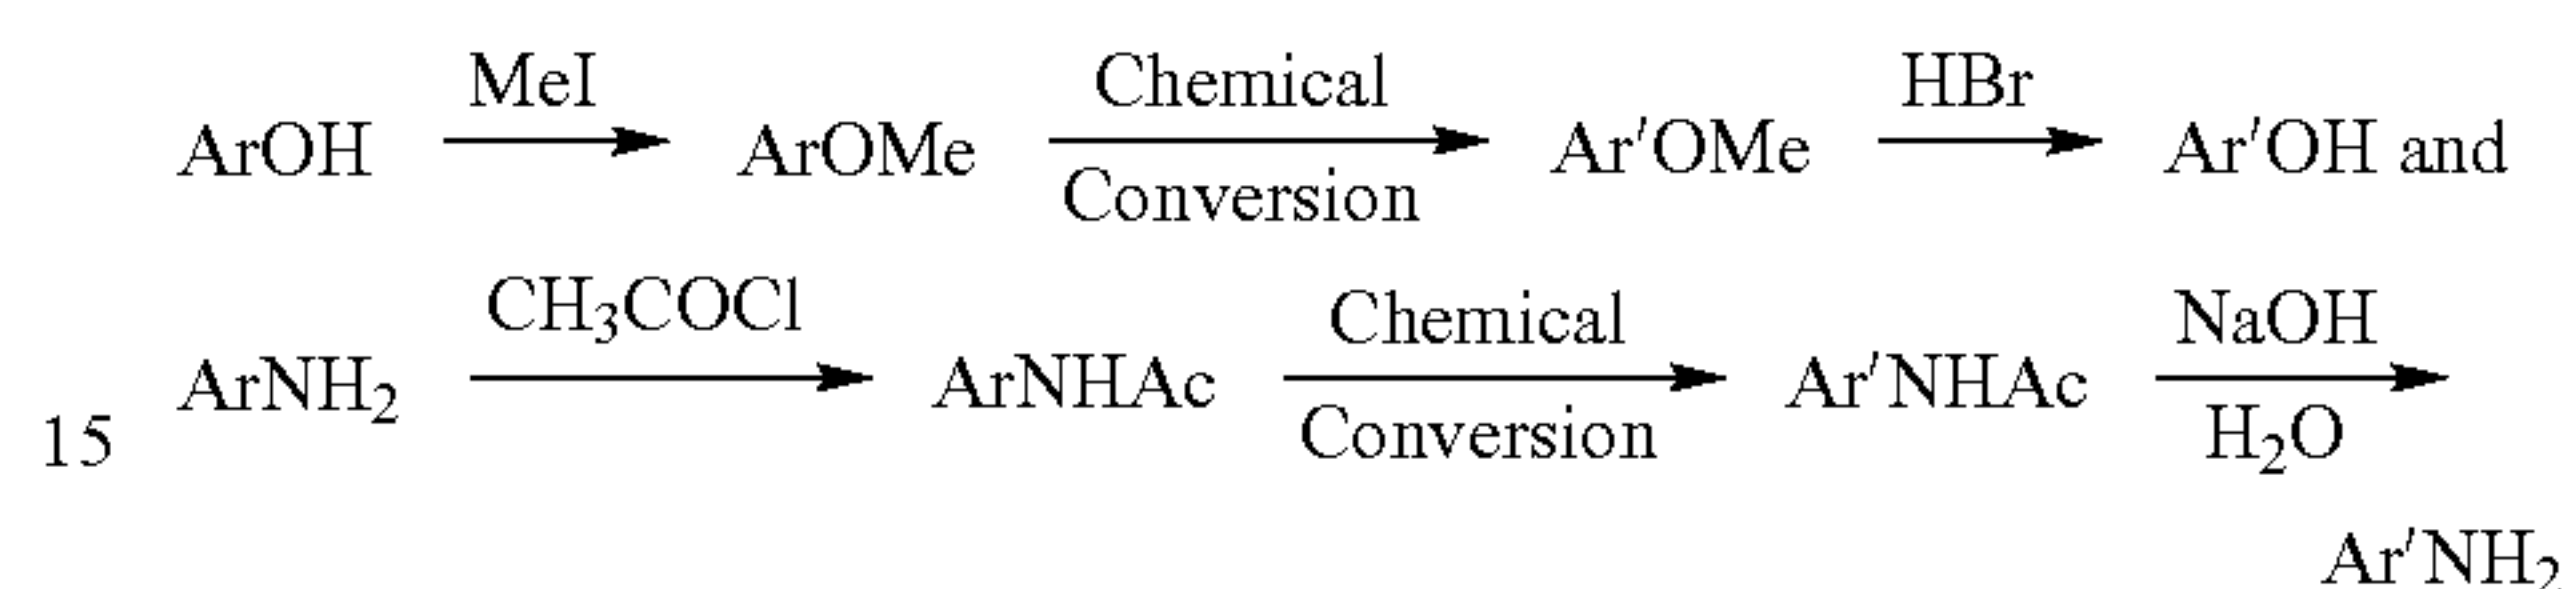 MeI Chemical HBr
ArOH ArOMe Ar′OMe Ar′OH and
Conversion
CH₃COCl Chemical NaOH
ArNH₂ ArNHAc Ar′NHAc
15 Conversion H₂O
Ar′NH₂